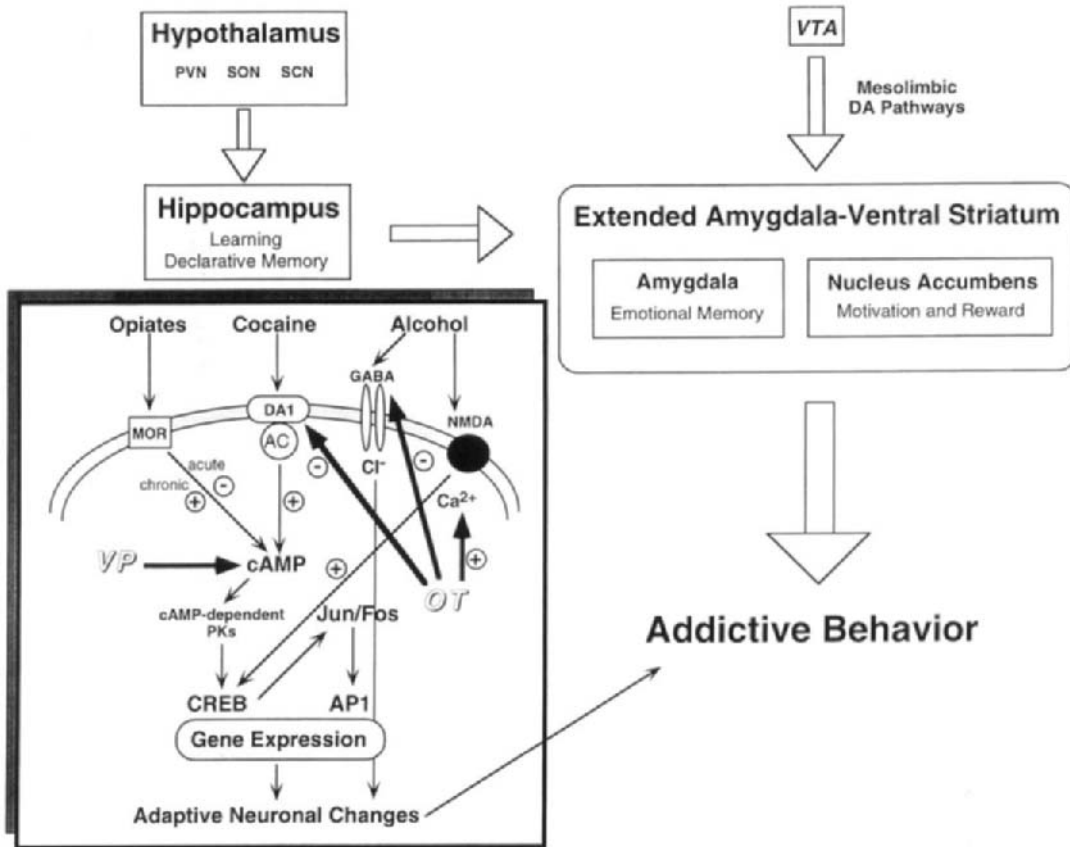 Hypothalamus
PVN SON SCN
Hippocampus
Learning
Declarative Memory
VTA
Mesolimbic
DA Pathways
Extended Amygdala-Ventral Striatum
Amygdala
Emotional Memory
Nucleus Accumbens
Motivation and Reward
Addictive Behavior
Opiates Cocaine Alcohol
GABA
MOR
DA1
AC
NMDA
Cl-
Ca2+
acute
chronic
-
+
+
-
-
+
+
VP
cAMP
OT
cAMP-dependent
PKs
Jun/Fos
CREB AP1
Gene Expression
Adaptive Neuronal Changes